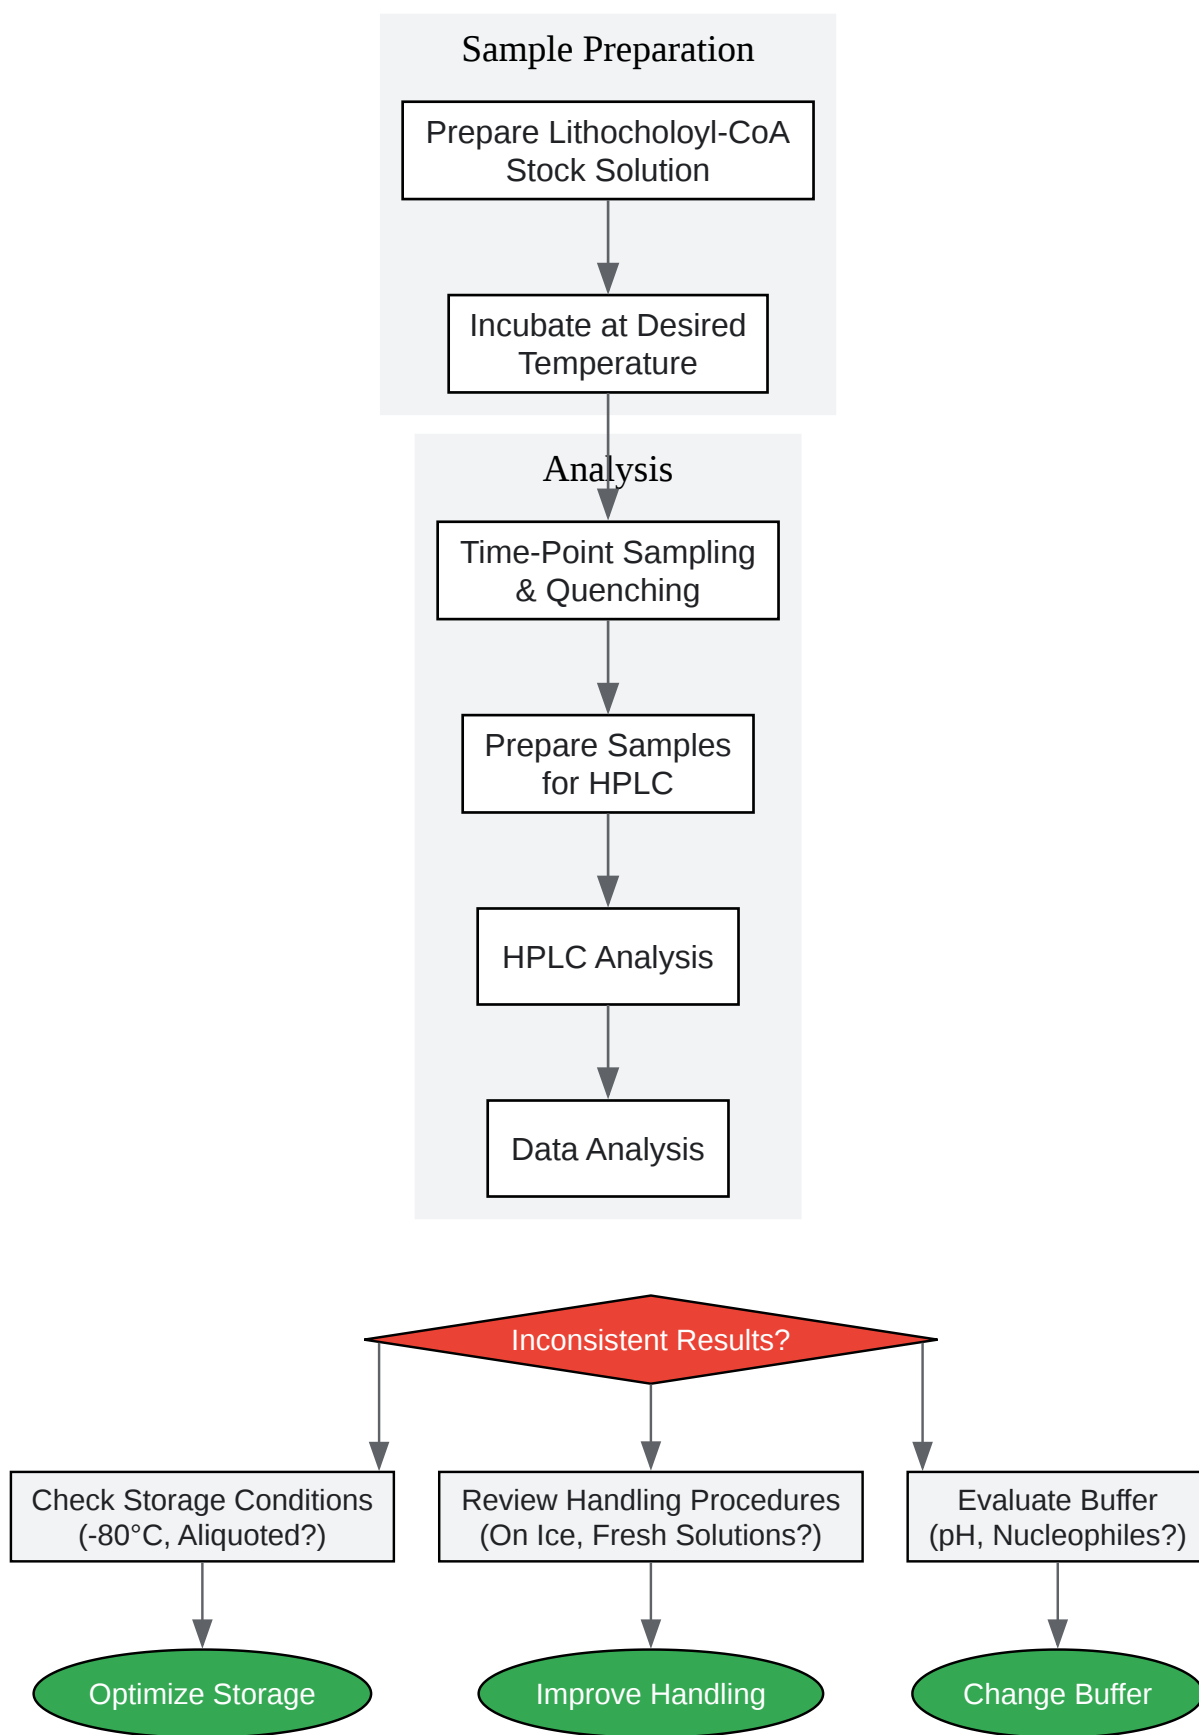 Sample Preparation
Prepare Lithocholoyl-CoA
Stock Solution
Incubate at Desired
Temperature
Analysis
Time-Point Sampling
& Quenching
Prepare Samples
for HPLC
HPLC Analysis
Data Analysis
Inconsistent Results?
Check Storage Conditions
(-80°C, Aliquoted?)
Review Handling Procedures
(On Ice, Fresh Solutions?)
Evaluate Buffer
(pH, Nucleophiles?)
Optimize Storage
Improve Handling
Change Buffer